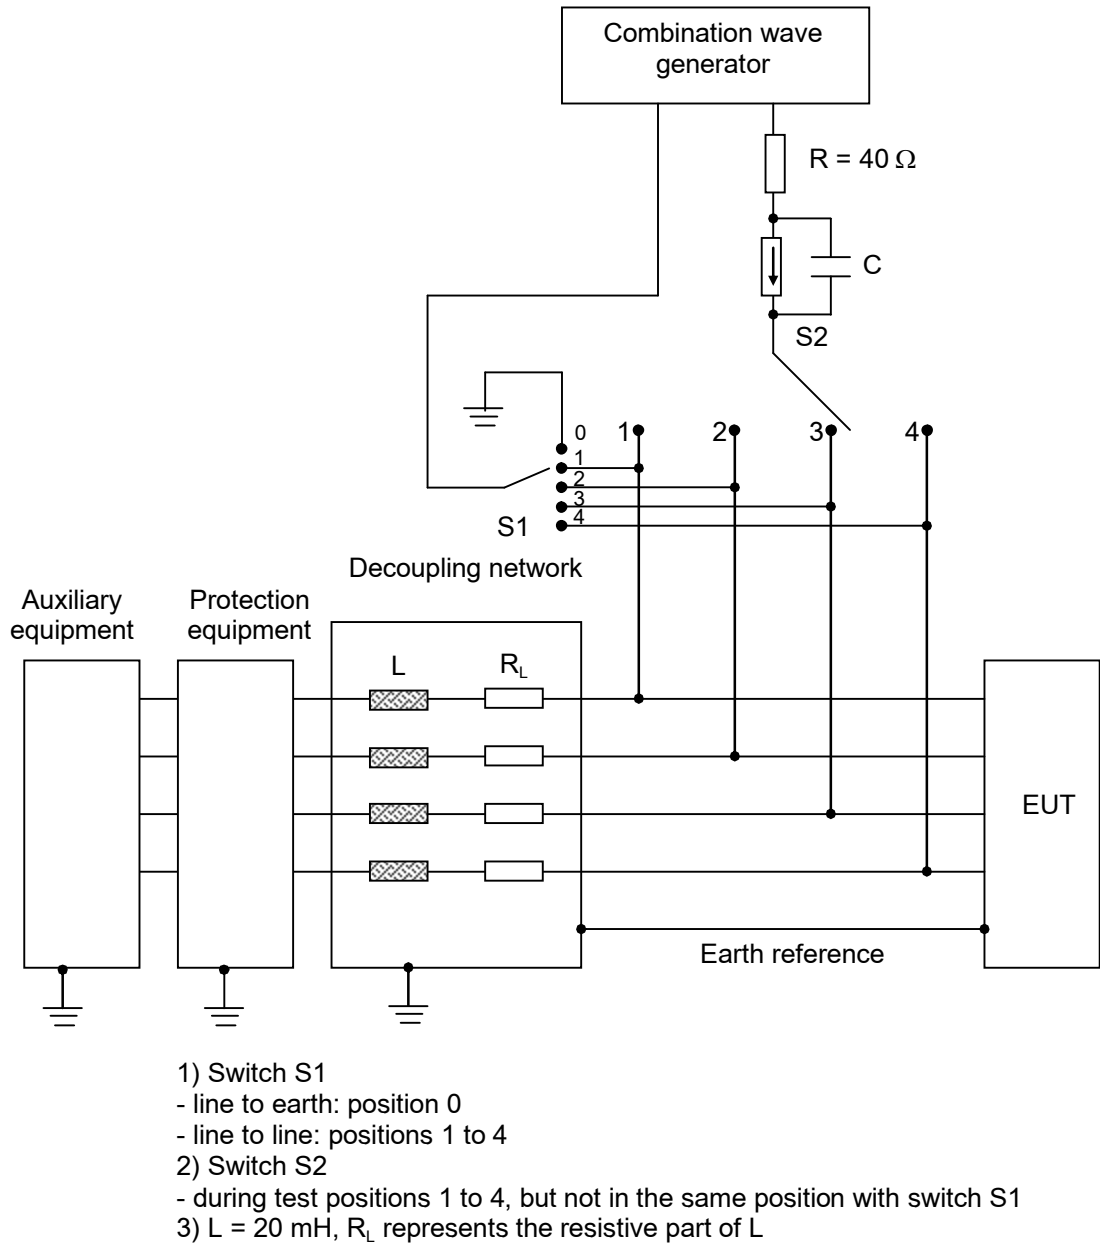 Combination wave
generator
R = 40 Ω
C
S2
0
1
2
3
4
1
2
3
4
S1
Decoupling network
Auxiliary
equipment
Protection
equipment
L
R_L
EUT
Earth reference
1) Switch S1
- line to earth: position 0
- line to line: positions 1 to 4
2) Switch S2
- during test positions 1 to 4, but not in the same position with switch S1
3) L = 20 mH, R_L represents the resistive part of L